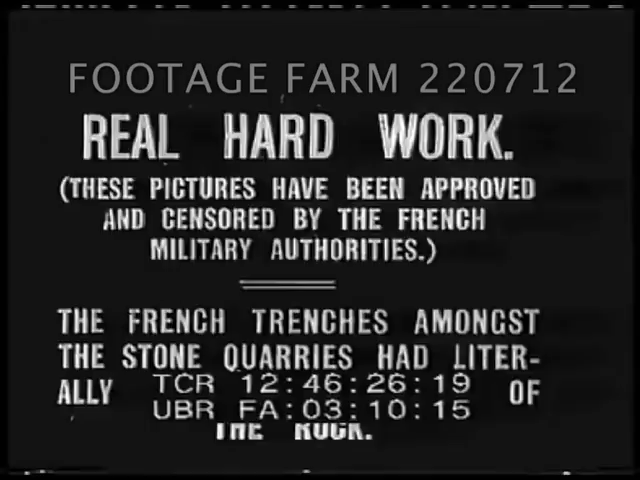 FOOTAGE FARM 220712
REAL HARD WORK.
(THESE PICTURES HAVE BEEN APPROVED
AND CENSORED BY THE FRENCH
MILITARY AUTHORITIES.)
THE FRENCH TRENCHES AMONGST
THE STONE QUARRIES HAD LITER-
ALLY OF
TCR 12:46:26:19
UBR FA:03:10:15
THE ROCK.